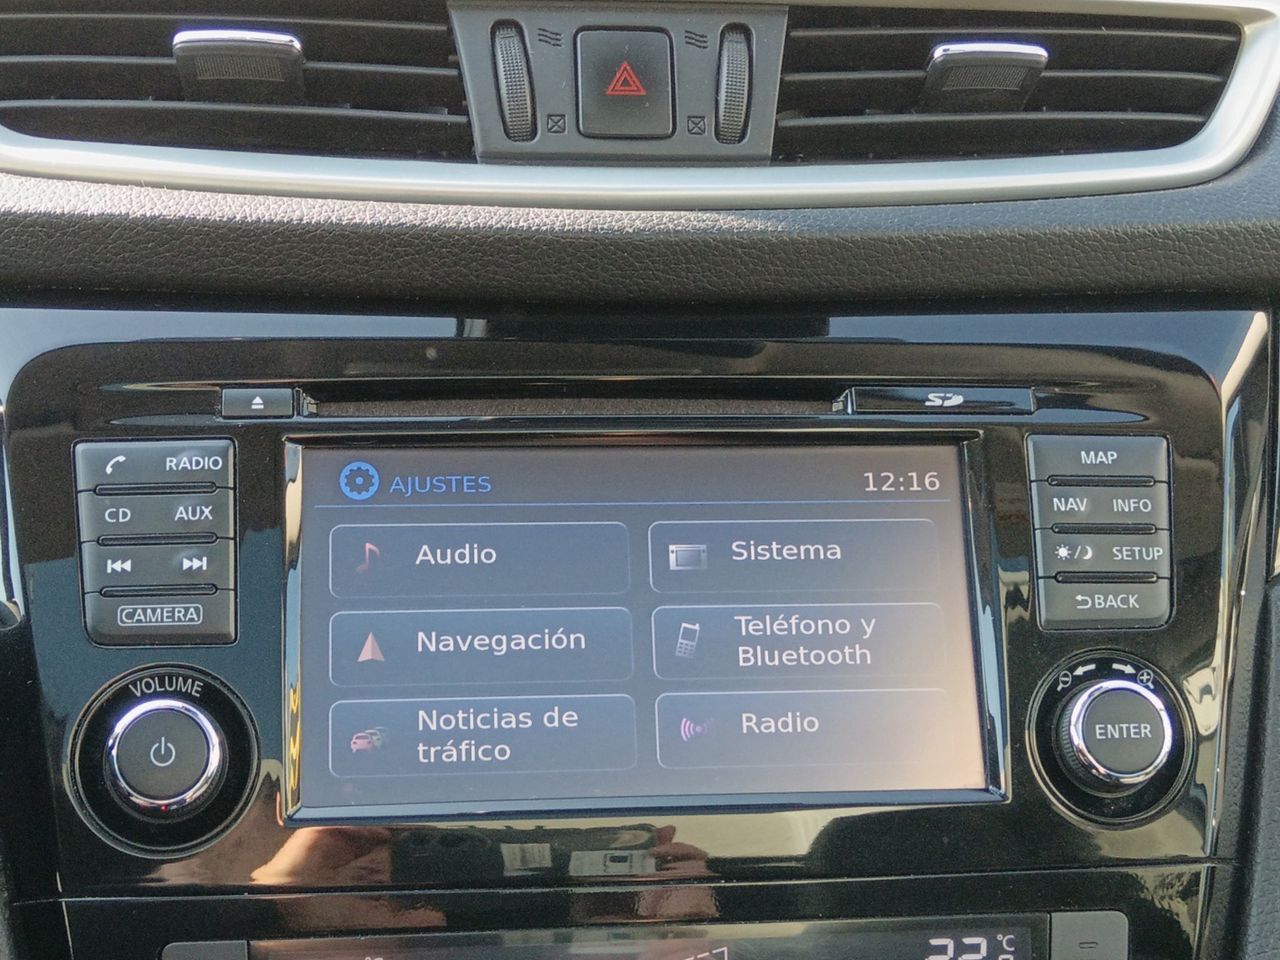 SD
RADIO
CD AUX
CAMERA
VOLUME
AJUSTES 12:16
Audio
Sistema
Navegación
Teléfono y
Bluetooth
Noticias de
tráfico
Radio
MAP
NAV INFO
SETUP
BACK
ENTER
°C